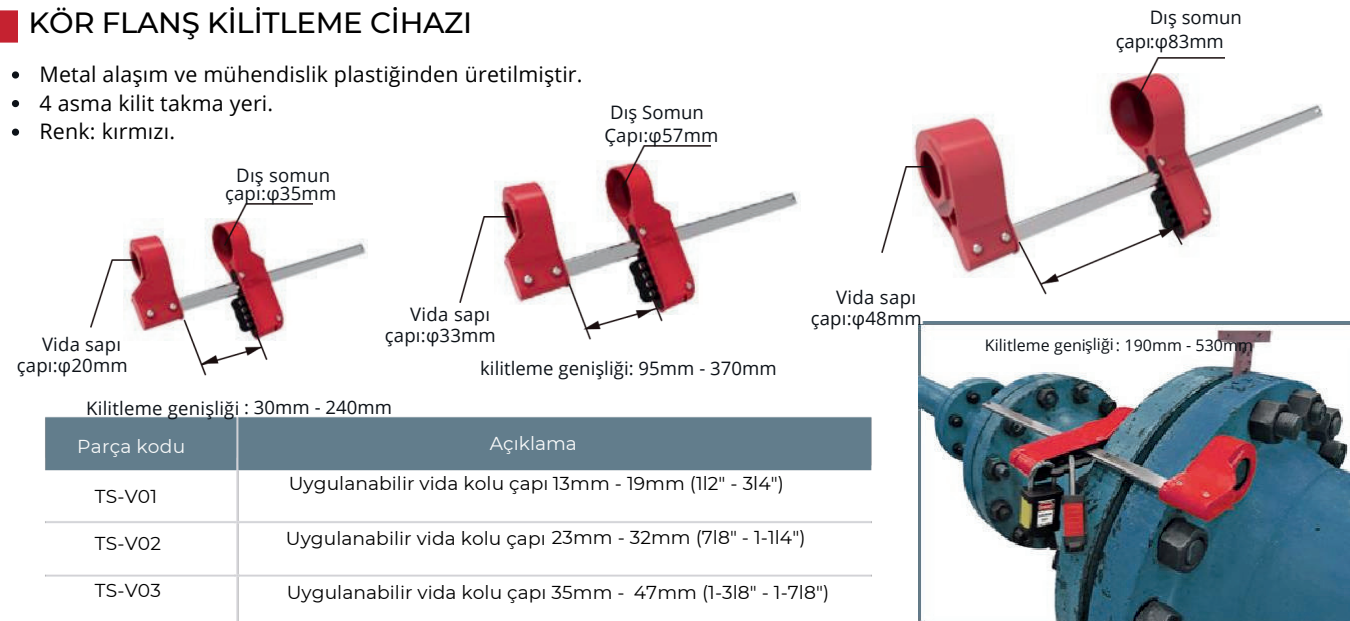 KÖR FLANŞ KİLİTLEME CİHAZI
• Metal alaşım ve mühendislik plastiğinden üretilmiştir.
• 4 asma kilit takma yeri.
• Renk: kırmızı.
Dış somun
çapı:φ35mm
Vida sapı
çapı:φ20mm
Kilitleme genişliği : 30mm - 240mm
Dış Somun
Çapı:φ57mm
Vida sapı
çapı:φ33mm
kilitleme genişliği: 95mm - 370mm
Dış somun
çapı:φ83mm
Vida sapı
çapı:φ48mm
Kilitleme genişliği : 190mm - 530mm
Parça kodu Açıklama
TS-V01 Uygulanabilir vida kolu çapı 13mm - 19mm (1l2" - 3l4")
TS-V02 Uygulanabilir vida kolu çapı 23mm - 32mm (7l8" - 1-1l4")
TS-V03 Uygulanabilir vida kolu çapı 35mm - 47mm (1-3l8" - 1-7l8")